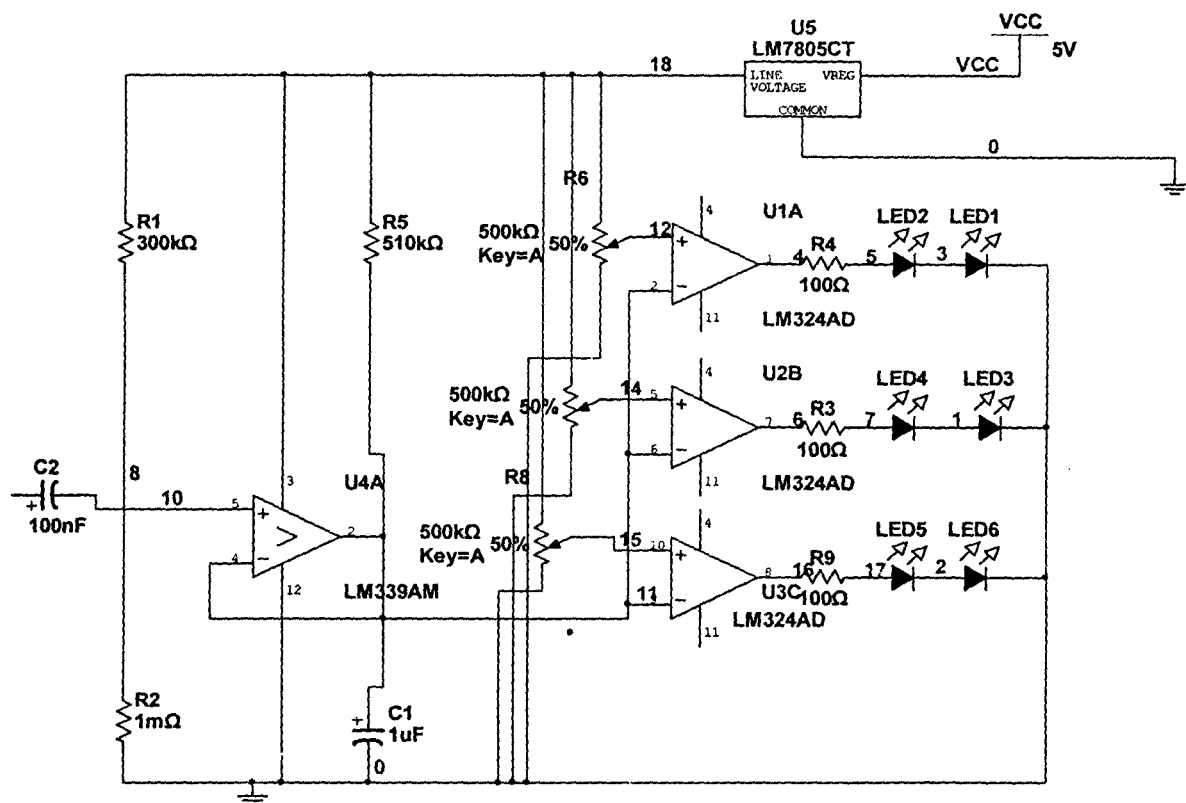 VCC
U5
LM7805CT
5V
18
LINE VREG
VOLTAGE
COMMON
VCC
0
R6
R1
300kΩ
R5
510kΩ
500kΩ
Key=A
50%
12
4
U1A
+
−
2
1
11
LM324AD
4
R4
100Ω
5
LED2
3
LED1
500kΩ
Key=A
50%
14
5
4
U2B
+
−
6
7
11
LM324AD
6
R3
100Ω
7
LED4
1
LED3
C2
+
100nF
8
10
5
3
U4A
+
−
>
4
2
12
LM339AM
R8
500kΩ
Key=A
50%
15
10
4
+
−
11
8
U3C
11
LM324AD
16
R9
100Ω
17
LED5
2
LED6
R2
1mΩ
+
C1
1uF
0